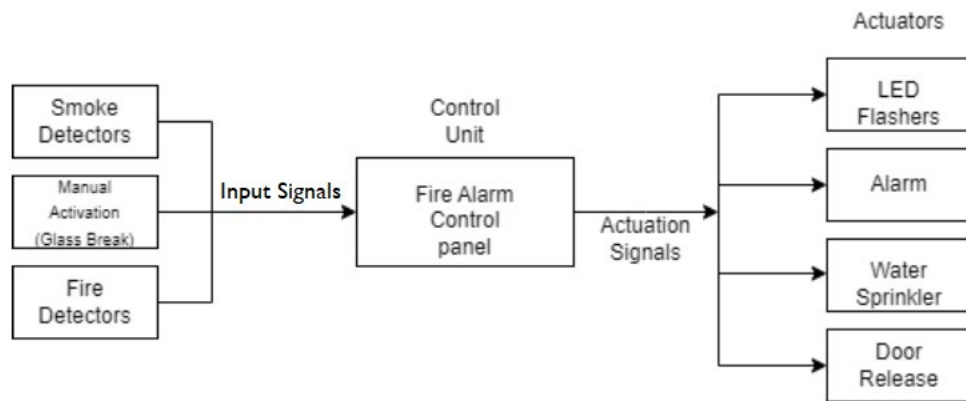 Smoke
Detectors
Manual
Activation
(Glass Break)
Fire
Detectors
Input Signals
Control
Unit
Fire Alarm
Control
panel
Actuation
Signals
Actuators
LED
Flashers
Alarm
Water
Sprinkler
Door
Release